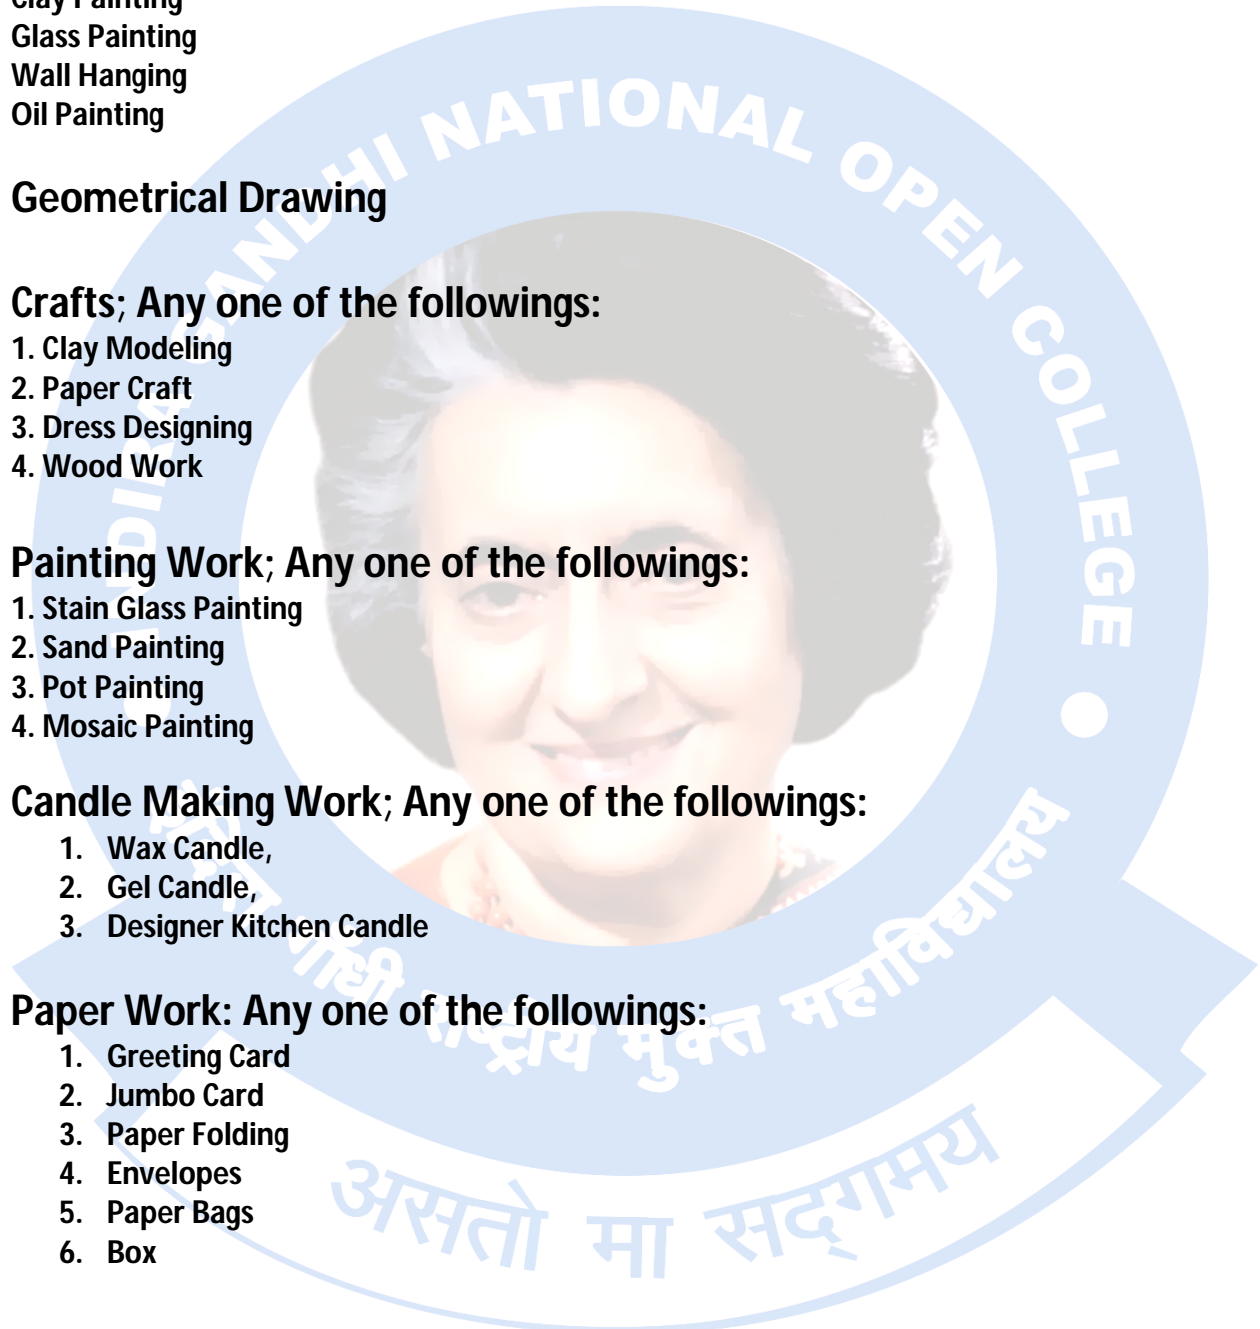 Clay Painting
Glass Painting
Wall Hanging
Oil Painting
Geometrical Drawing
Crafts; Any one of the followings:
1. Clay Modeling
2. Paper Craft
3. Dress Designing
4. Wood Work
Painting Work; Any one of the followings:
1. Stain Glass Painting
2. Sand Painting
3. Pot Painting
4. Mosaic Painting
Candle Making Work; Any one of the followings:
1. Wax Candle,
2. Gel Candle,
3. Designer Kitchen Candle
Paper Work: Any one of the followings:
1. Greeting Card
2. Jumbo Card
3. Paper Folding
4. Envelopes
5. Paper Bags
6. Box
INDIRA GANDHI NATIONAL OPEN COLLEGE
इंदिरा गाँधी राष्ट्रीय मुक्त महाविद्यालय
असतो मा सद्गमय